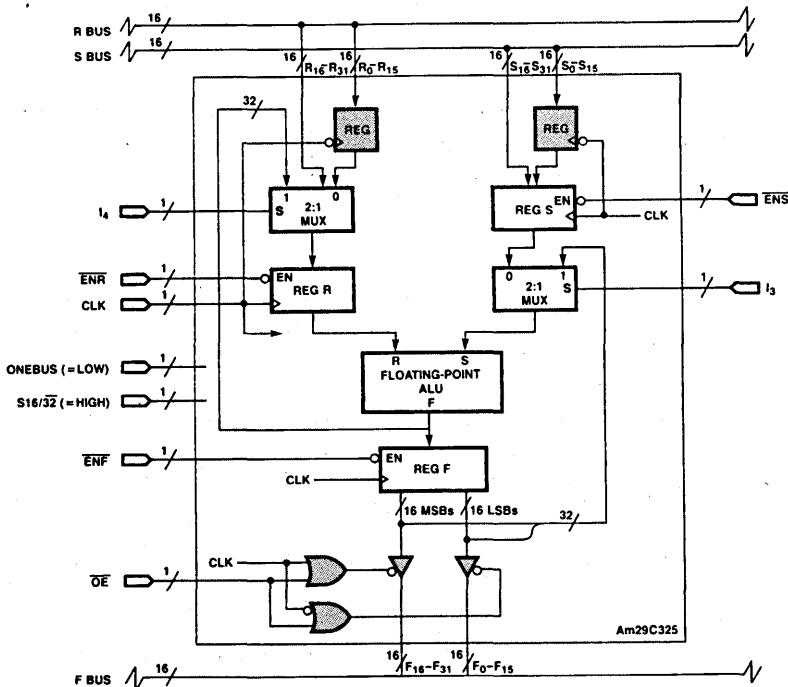 R BUS 16 16 16
S BUS 16 16 16
R16–R31 R0–R15 S16–S31 S0–S15
32
REG REG
I4 1 S 1 0 2:1 MUX
REG S EN 1 ENS
CLK
ENR 1 EN REG R
CLK 1
0 1 2:1 MUX S 1 I3
R S
FLOATING-POINT
ALU
F
ONEBUS (=LOW) 1
S16/32 (=HIGH) 1
ENF 1 EN REG F
CLK
16 MSBs 16 LSBs 32
CLK
OE 1
Am29C325
16 F16–F31 16 F0–F15
F BUS 16